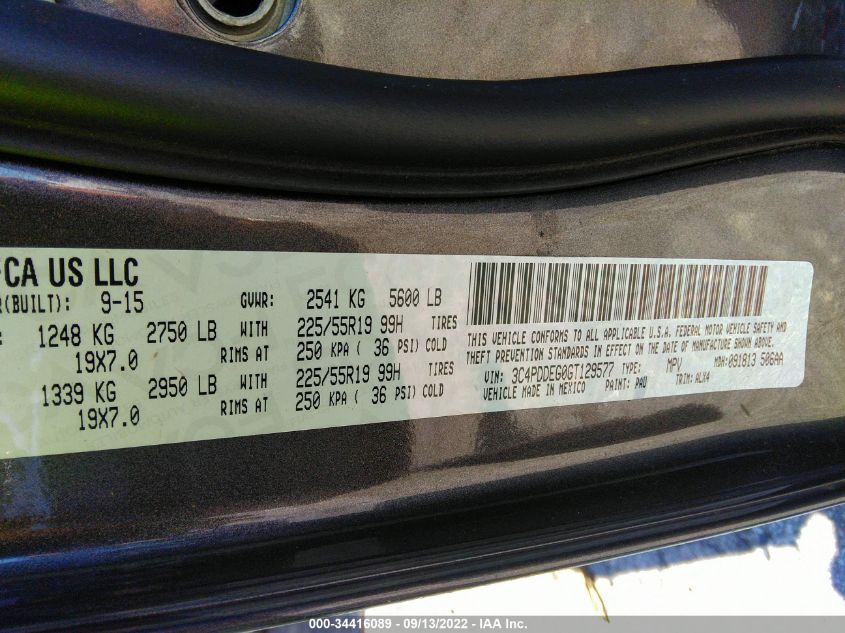 FCA US LLC
R(BUILT): 9-15 GVWR: 2541 KG 5600 LB
: 1248 KG 2750 LB WITH 225/55R19 99H TIRES
19X7.0 RIMS AT 250 KPA ( 36 PSI) COLD
1339 KG 2950 LB WITH 225/55R19 99H TIRES
19X7.0 RIMS AT 250 KPA ( 36 PSI) COLD
THIS VEHICLE CONFORMS TO ALL APPLICABLE U.S.A. FEDERAL MOTOR VEHICLE SAFETY AND
THEFT PREVENTION STANDARDS IN EFFECT ON THE DATE OF MANUFACTURE SHOWN ABOVE.
VIN: 3C4PDDEG0GT129577 TYPE: MPV MDH: 091813 506AA
VEHICLE MADE IN MEXICO PAINT: PAU TRIM: ALX4
000-34416089 - 09/13/2022 - IAA Inc.